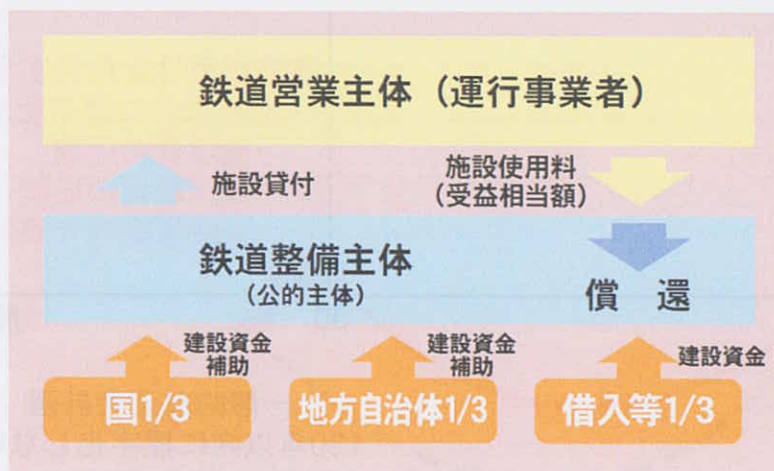 鉄道営業主体（運行事業者）
施設貸付
施設使用料
（受益相当額）
鉄道整備主体
（公的主体）
償　還
建設資金
補助
建設資金
補助
建設資金
国1/3
地方自治体1/3
借入等1/3